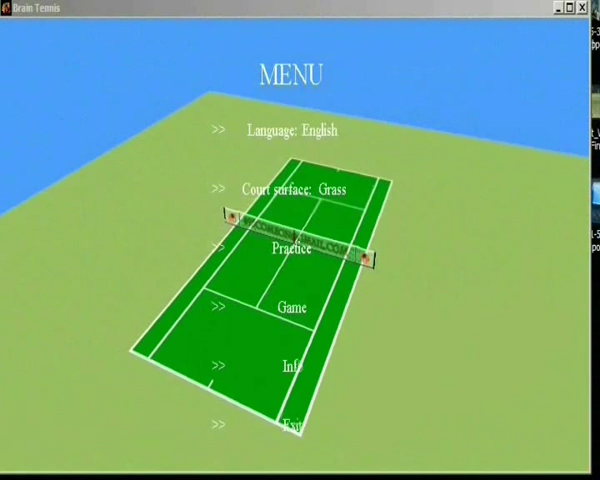 Brain Tennis
MENU
>> Language: English
>> Court surface: Grass
>> Practice
>> Game
>> Info
>> Exit